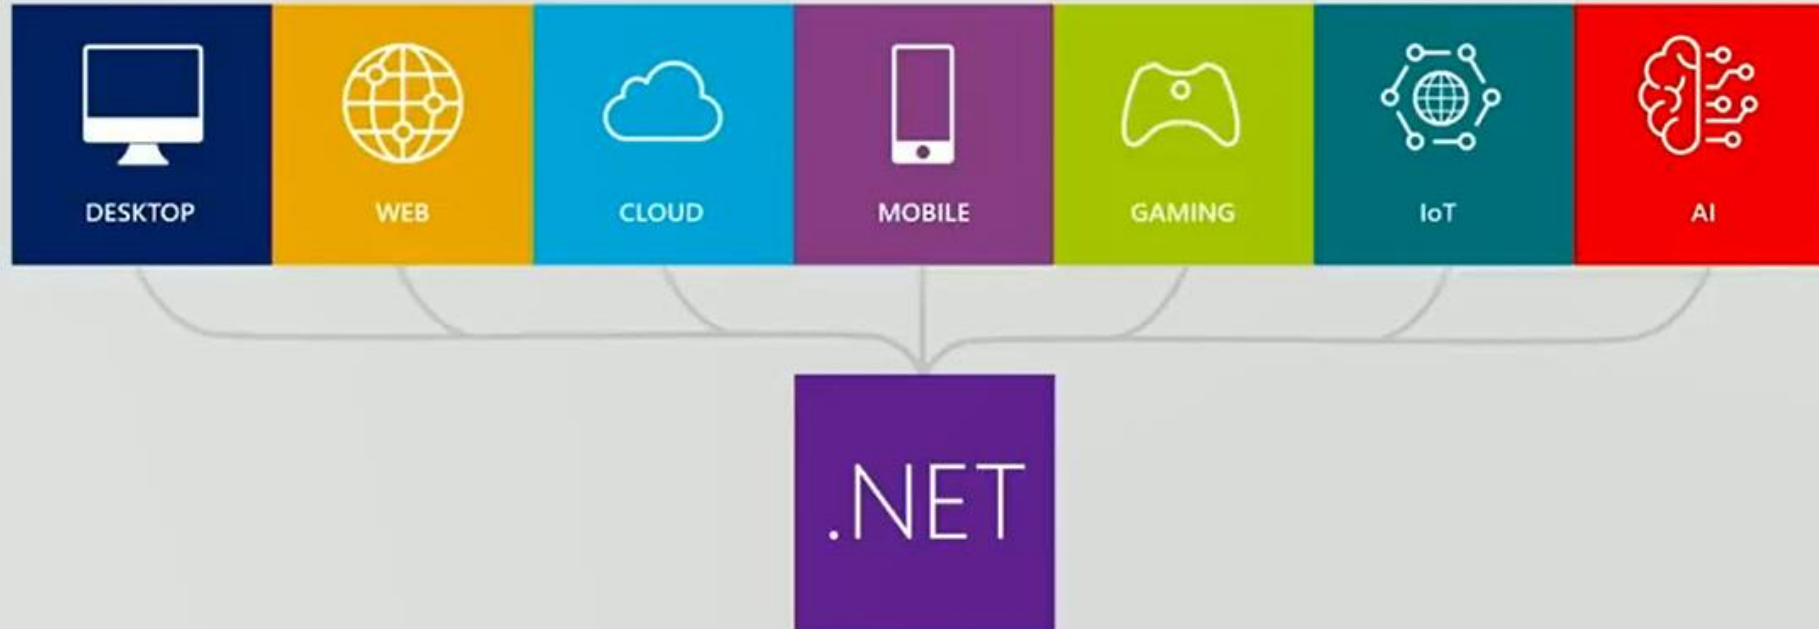 DESKTOP
WEB
CLOUD
MOBILE
GAMING
IoT
AI
.NET